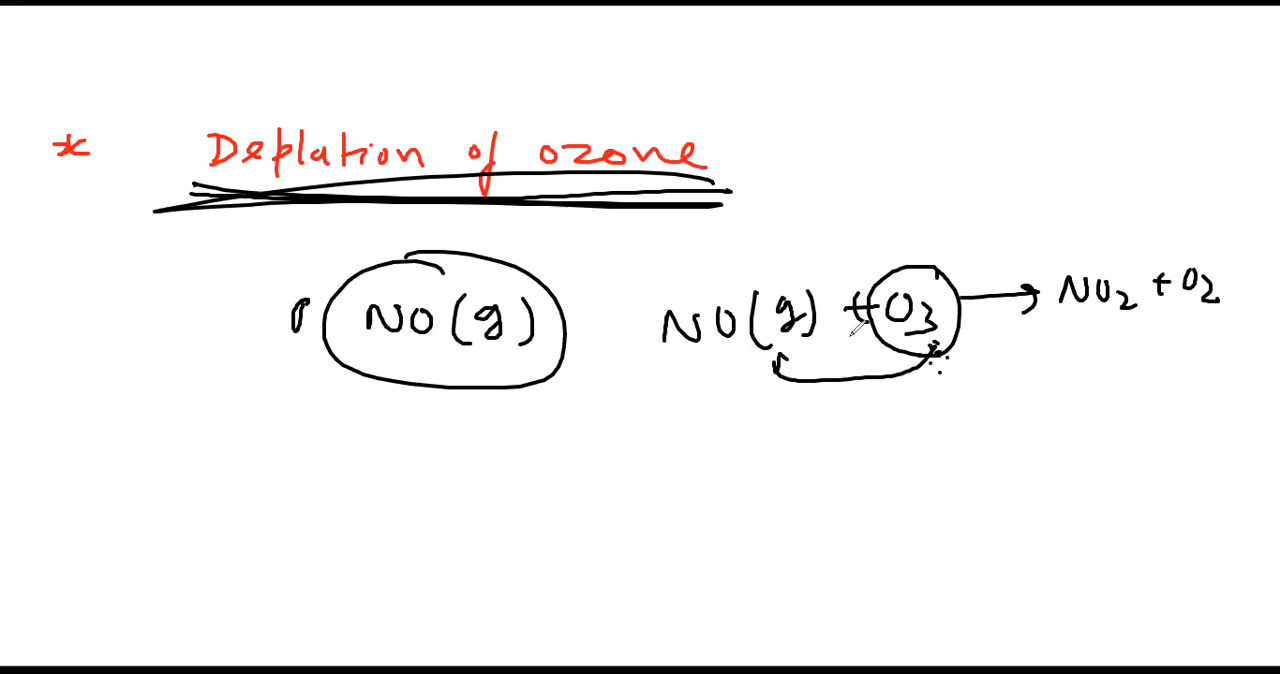 * Deplation of ozone
NO(g) NO(g) + O3 → NO2 + O2